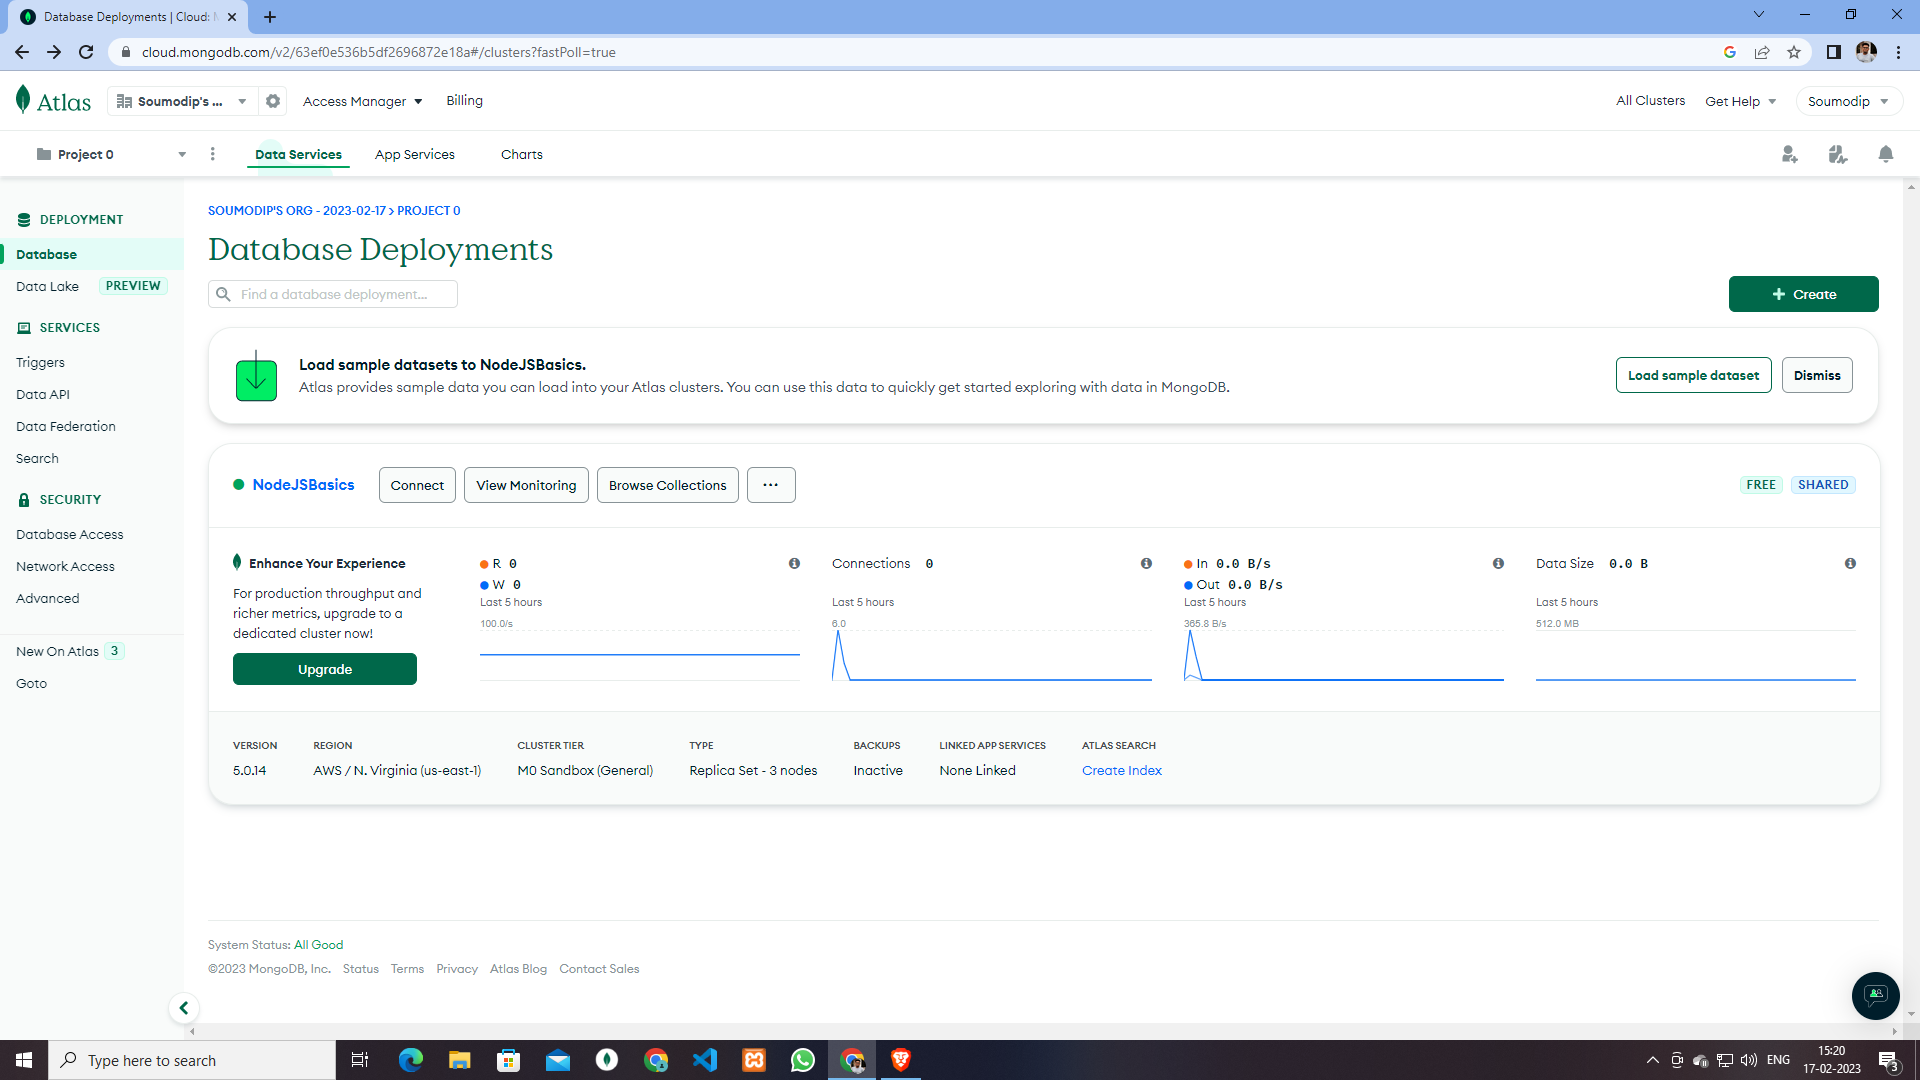 Database Deployments | Cloud:
cloud.mongodb.com/v2/63ef0e536b5df2696872e18a#/clusters?fastPoll=true
Atlas
Soumodip's ...
Access Manager
Billing
All Clusters
Get Help
Soumodip
Project 0
Data Services
App Services
Charts
DEPLOYMENT
Database
Data Lake PREVIEW
SERVICES
Triggers
Data API
Data Federation
Search
SECURITY
Database Access
Network Access
Advanced
New On Atlas 3
Goto
SOUMODIP'S ORG - 2023-02-17 > PROJECT 0
Database Deployments
Find a database deployment...
+ Create
Load sample datasets to NodeJSBasics.
Atlas provides sample data you can load into your Atlas clusters. You can use this data to quickly get started exploring with data in MongoDB.
Load sample dataset
Dismiss
NodeJSBasics
Connect
View Monitoring
Browse Collections
...
FREE
SHARED
Enhance Your Experience
For production throughput and
richer metrics, upgrade to a
dedicated cluster now!
Upgrade
R 0
W 0
Last 5 hours
100.0/s
Connections 0
Last 5 hours
6.0
In 0.0 B/s
Out 0.0 B/s
Last 5 hours
365.8 B/s
Data Size 0.0 B
Last 5 hours
512.0 MB
VERSION
5.0.14
REGION
AWS / N. Virginia (us-east-1)
CLUSTER TIER
M0 Sandbox (General)
TYPE
Replica Set - 3 nodes
BACKUPS
Inactive
LINKED APP SERVICES
None Linked
ATLAS SEARCH
Create Index
System Status: All Good
©2023 MongoDB, Inc. Status Terms Privacy Atlas Blog Contact Sales
Type here to search
ENG
15:20
17-02-2023
3